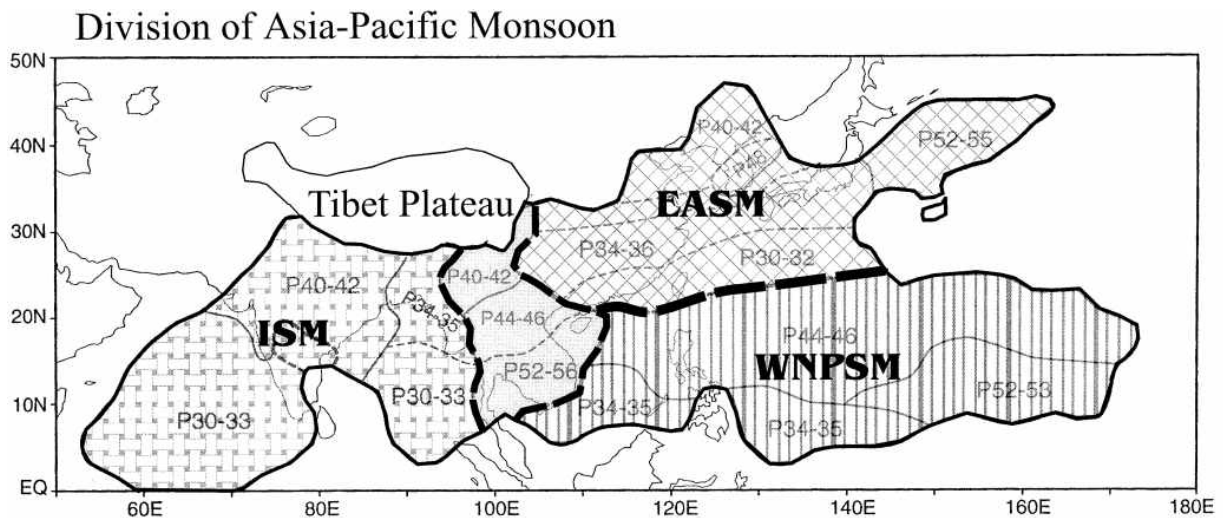 Division of Asia-Pacific Monsoon
50N
40N
30N
20N
10N
EQ
P40-42
P48
P52-55
Tibet Plateau
EASM
P34-36
P30-32
P40-42
P40-42
P34-35
P44-46
P44-46
ISM
WNPSM
P52-56
P52-53
P30-33
P30-33
P34-35
P34-35
60E
80E
100E
120E
140E
160E
180E